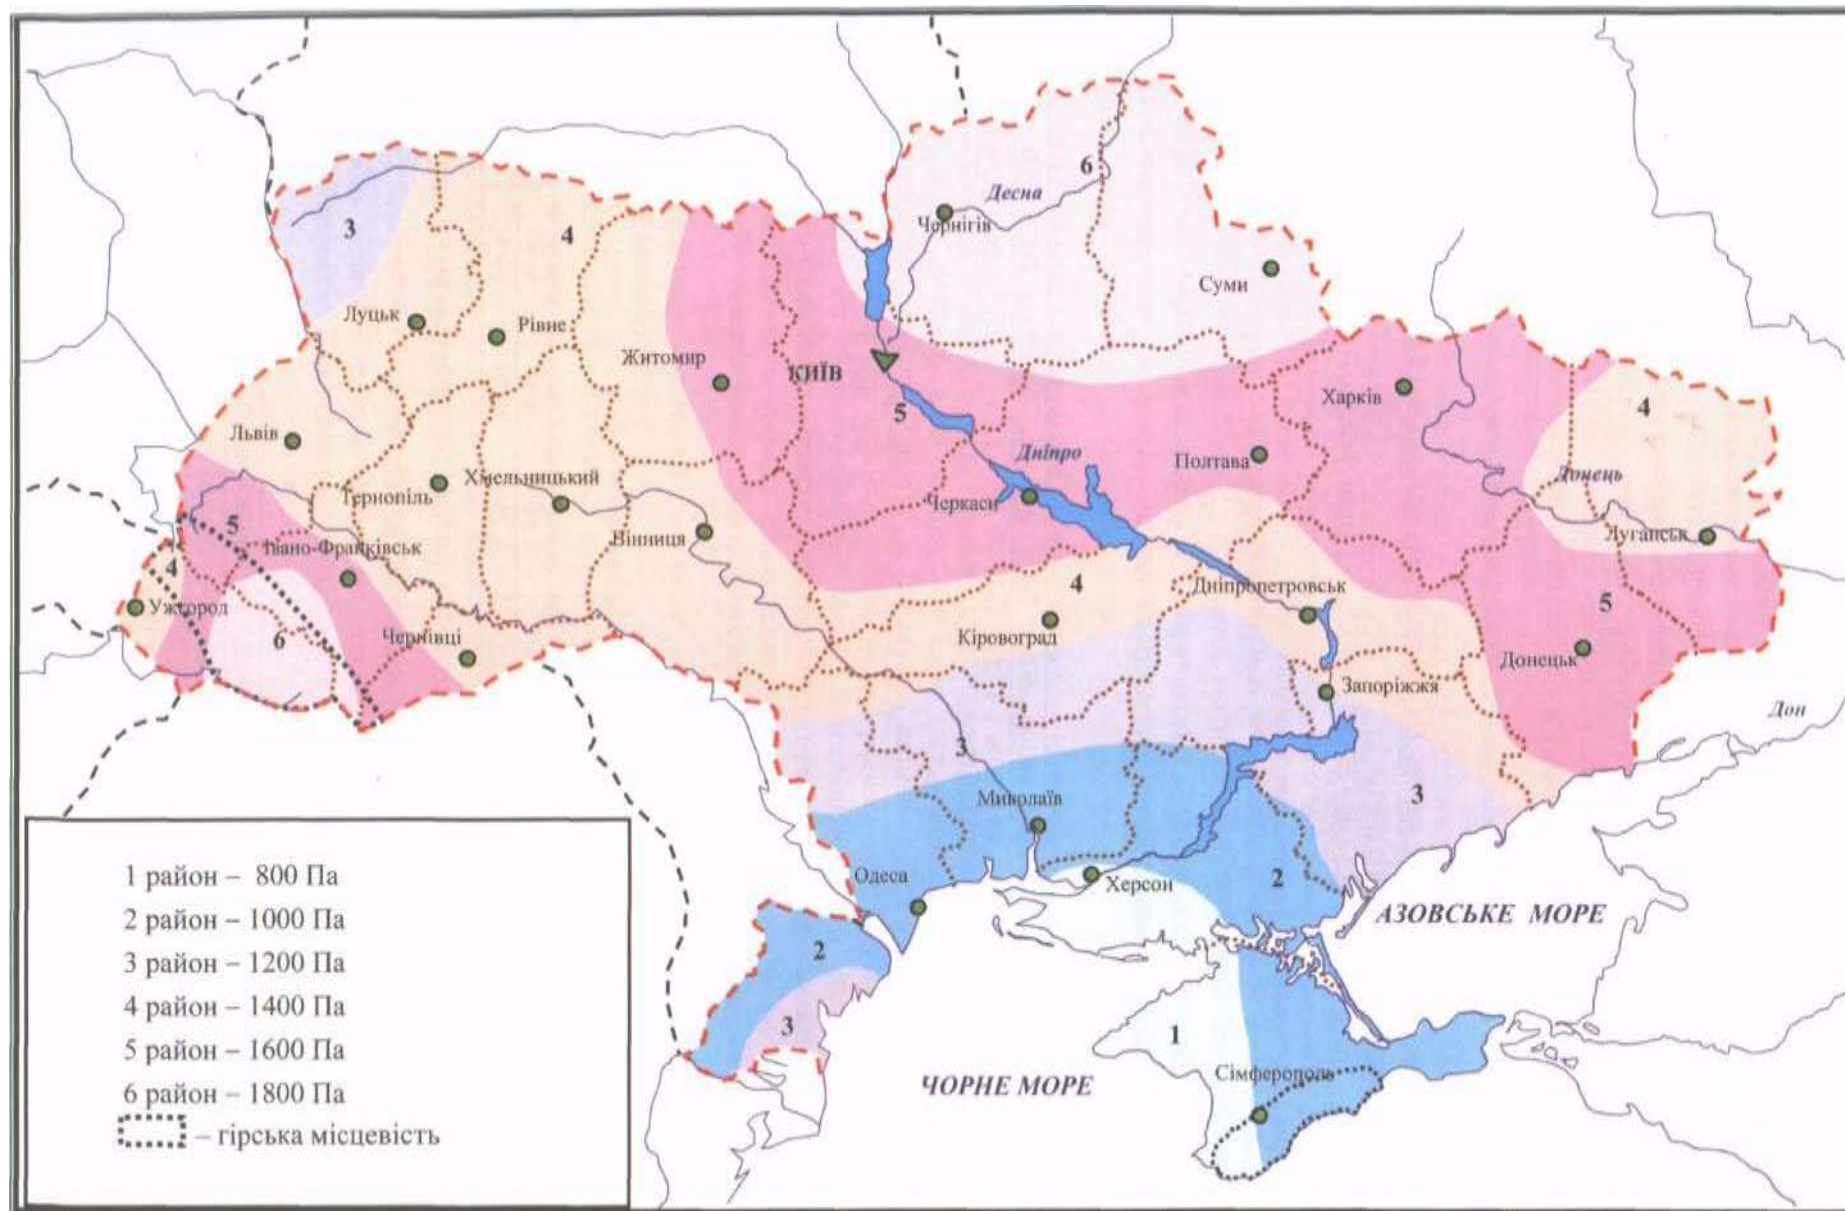 6
Десна
Чернігів
3
4
Суми
Луцьк
Рівне
Житомир
КИЇВ
5
Харків
4
Львів
Дніпро
Полтава
Донець
Тернопіль
Хмельницький
Черкаси
5
Івано-Франківськ
Вінниця
Луганськ
4
4
Дніпропетровськ
5
Ужгород
6
Чернівці
Кіровоград
Донецьк
Запоріжжя
Дон
3
3
Миколаїв
Одеса
Херсон
2
АЗОВСЬКЕ МОРЕ
2
3
1
Сімферополь
ЧОРНЕ МОРЕ
1 район – 800 Па
2 район – 1000 Па
3 район – 1200 Па
4 район – 1400 Па
5 район – 1600 Па
6 район – 1800 Па
– гірська місцевість